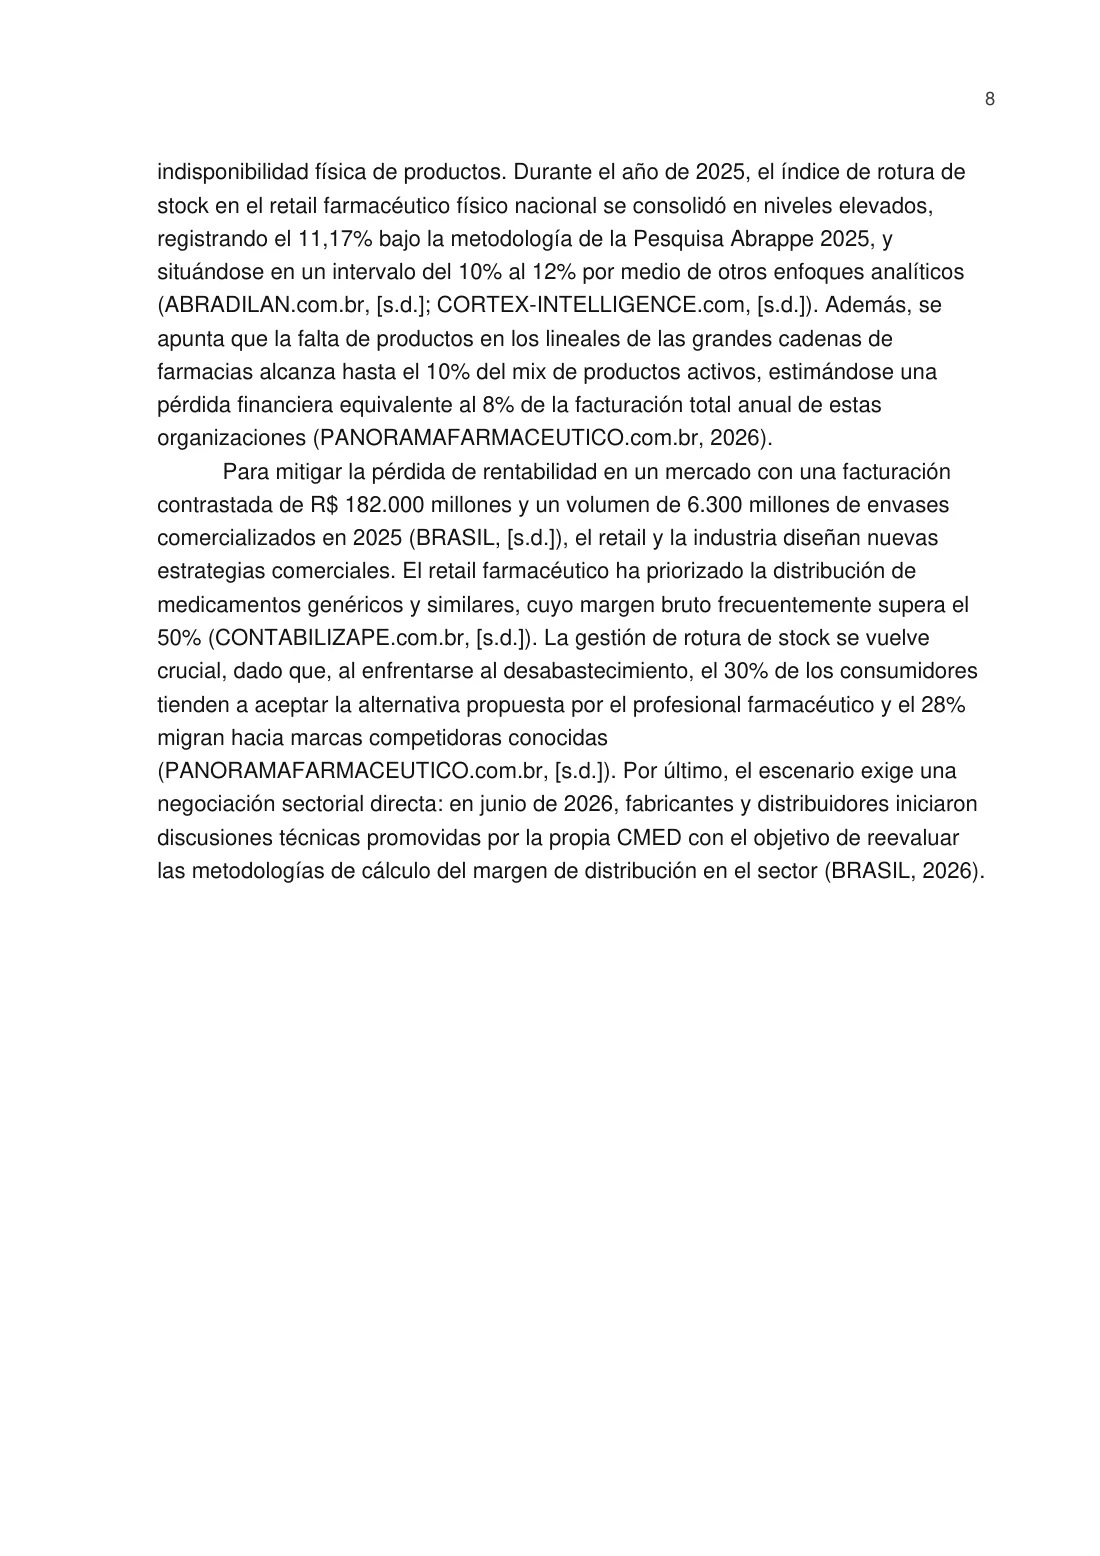 8
indisponibilidad física de productos. Durante el año de 2025, el índice de rotura de
stock en el retail farmacéutico físico nacional se consolidó en niveles elevados,
registrando el 11,17% bajo la metodología de la Pesquisa Abrappe 2025, y
situándose en un intervalo del 10% al 12% por medio de otros enfoques analíticos
(ABRADILAN.com.br, [s.d.]; CORTEX-INTELLIGENCE.com, [s.d.]). Además, se
apunta que la falta de productos en los lineales de las grandes cadenas de
farmacias alcanza hasta el 10% del mix de productos activos, estimándose una
pérdida financiera equivalente al 8% de la facturación total anual de estas
organizaciones (PANORAMAFARMACEUTICO.com.br, 2026).
Para mitigar la pérdida de rentabilidad en un mercado con una facturación
contrastada de R$ 182.000 millones y un volumen de 6.300 millones de envases
comercializados en 2025 (BRASIL, [s.d.]), el retail y la industria diseñan nuevas
estrategias comerciales. El retail farmacéutico ha priorizado la distribución de
medicamentos genéricos y similares, cuyo margen bruto frecuentemente supera el
50% (CONTABILIZAPE.com.br, [s.d.]). La gestión de rotura de stock se vuelve
crucial, dado que, al enfrentarse al desabastecimiento, el 30% de los consumidores
tienden a aceptar la alternativa propuesta por el profesional farmacéutico y el 28%
migran hacia marcas competidoras conocidas
(PANORAMAFARMACEUTICO.com.br, [s.d.]). Por último, el escenario exige una
negociación sectorial directa: en junio de 2026, fabricantes y distribuidores iniciaron
discusiones técnicas promovidas por la propia CMED con el objetivo de reevaluar
las metodologías de cálculo del margen de distribución en el sector (BRASIL, 2026).